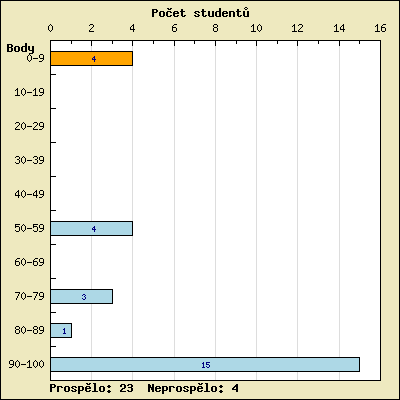 Počet studentů
0 2 4 6 8 10 12 14 16
Body
0-9 4
10-19
20-29
30-39
40-49
50-59 4
60-69
70-79 3
80-89 1
90-100 15
Prospělo: 23 Neprospělo: 4